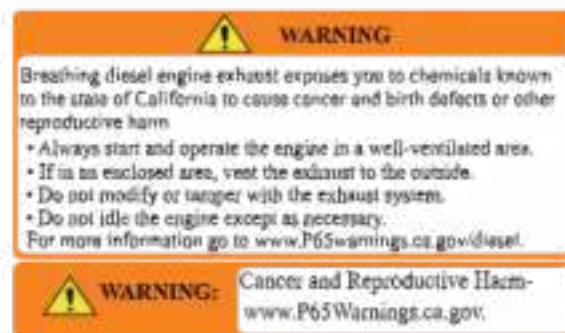 WARNING
Breathing diesel engine exhaust exposes you to chemicals known
to the state of California to cause cancer and birth defects or other
reproductive harm
• Always start and operate the engine in a well-ventilated area.
• If in an enclosed area, vent the exhaust to the outside.
• Do not modify or tamper with the exhaust system.
• Do not idle the engine except as necessary.
For more information go to www.P65warnings.ca.gov/diesel.
WARNING:
Cancer and Reproductive Harm-
www.P65Warnings.ca.gov.